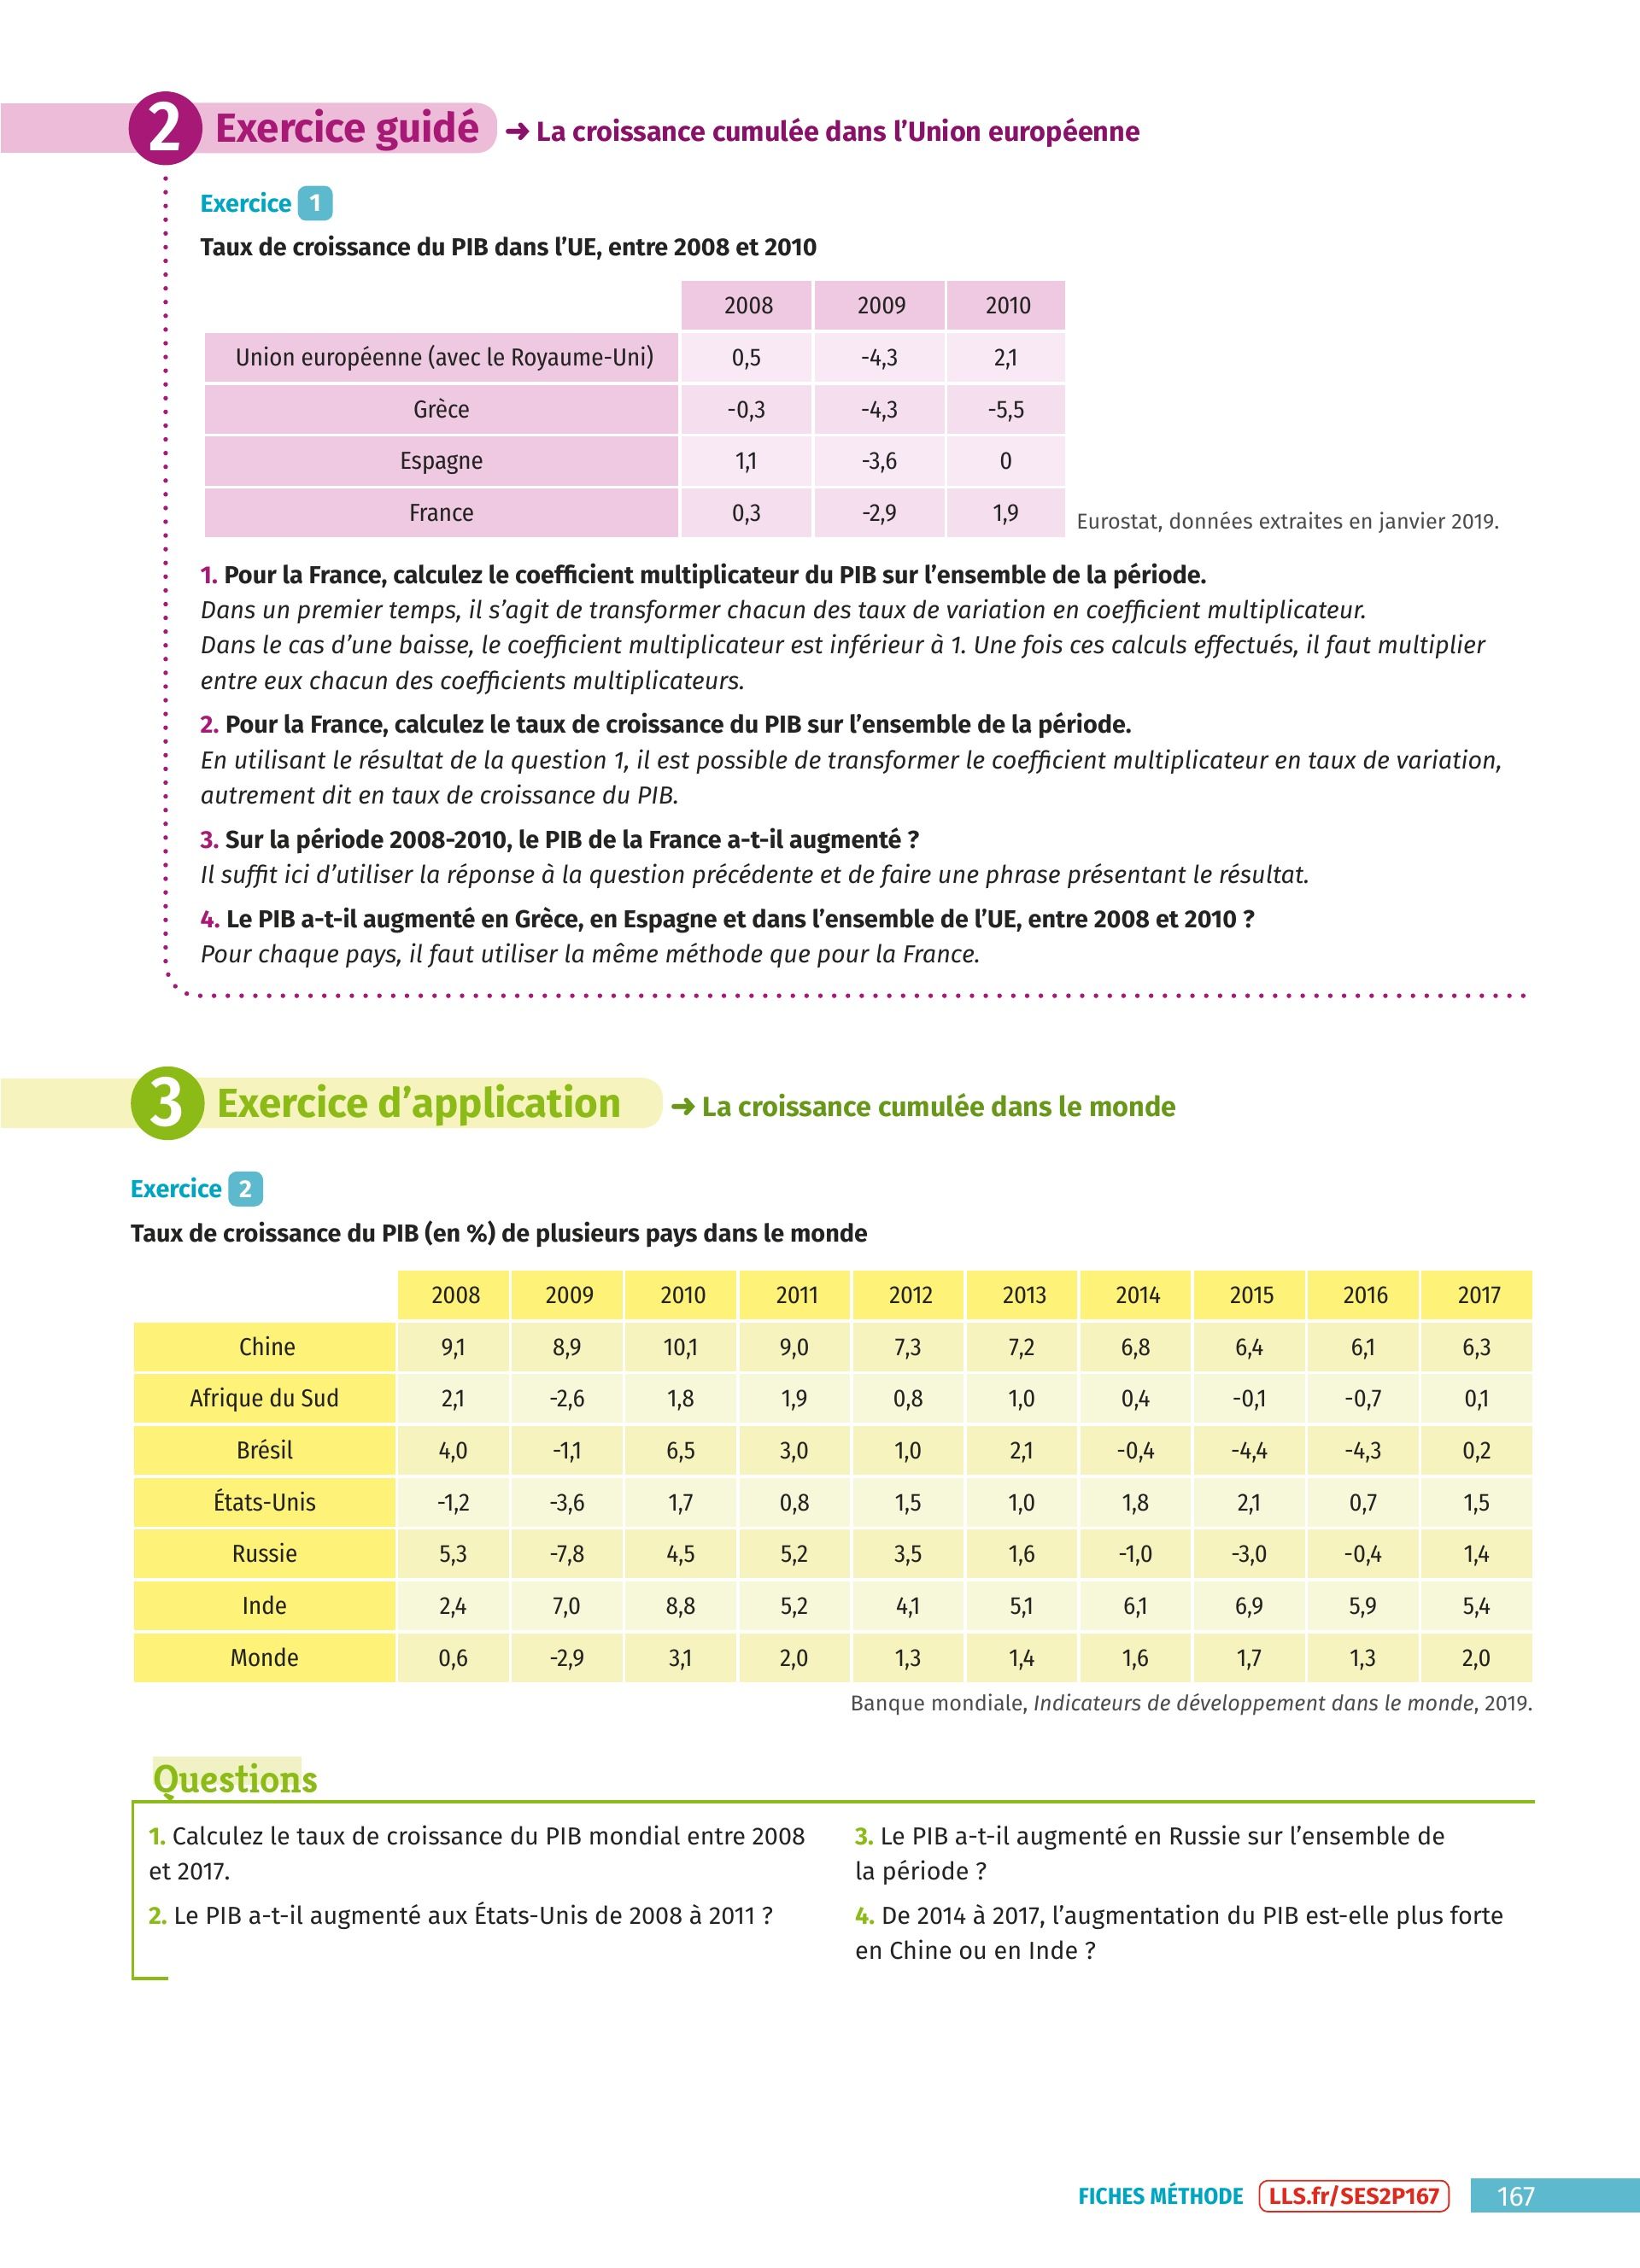 2 Exercice guidé ➜ La croissance cumulée dans l’Union européenne
Exercice 1
Taux de croissance du PIB dans l’UE, entre 2008 et 2010
2008 2009 2010
Union européenne (avec le Royaume-Uni) 0,5 -4,3 2,1
Grèce -0,3 -4,3 -5,5
Espagne 1,1 -3,6 0
France 0,3 -2,9 1,9
Eurostat, données extraites en janvier 2019.
1. Pour la France, calculez le coefficient multiplicateur du PIB sur l’ensemble de la période.
Dans un premier temps, il s’agit de transformer chacun des taux de variation en coefficient multiplicateur.
Dans le cas d’une baisse, le coefficient multiplicateur est inférieur à 1. Une fois ces calculs effectués, il faut multiplier
entre eux chacun des coefficients multiplicateurs.
2. Pour la France, calculez le taux de croissance du PIB sur l’ensemble de la période.
En utilisant le résultat de la question 1, il est possible de transformer le coefficient multiplicateur en taux de variation,
autrement dit en taux de croissance du PIB.
3. Sur la période 2008-2010, le PIB de la France a-t-il augmenté ?
Il suffit ici d’utiliser la réponse à la question précédente et de faire une phrase présentant le résultat.
4. Le PIB a-t-il augmenté en Grèce, en Espagne et dans l’ensemble de l’UE, entre 2008 et 2010 ?
Pour chaque pays, il faut utiliser la même méthode que pour la France.
3 Exercice d’application ➜ La croissance cumulée dans le monde
Exercice 2
Taux de croissance du PIB (en %) de plusieurs pays dans le monde
2008 2009 2010 2011 2012 2013 2014 2015 2016 2017
Chine 9,1 8,9 10,1 9,0 7,3 7,2 6,8 6,4 6,1 6,3
Afrique du Sud 2,1 -2,6 1,8 1,9 0,8 1,0 0,4 -0,1 -0,7 0,1
Brésil 4,0 -1,1 6,5 3,0 1,0 2,1 -0,4 -4,4 -4,3 0,2
États-Unis -1,2 -3,6 1,7 0,8 1,5 1,0 1,8 2,1 0,7 1,5
Russie 5,3 -7,8 4,5 5,2 3,5 1,6 -1,0 -3,0 -0,4 1,4
Inde 2,4 7,0 8,8 5,2 4,1 5,1 6,1 6,9 5,9 5,4
Monde 0,6 -2,9 3,1 2,0 1,3 1,4 1,6 1,7 1,3 2,0
Banque mondiale, Indicateurs de développement dans le monde, 2019.
Questions
1. Calculez le taux de croissance du PIB mondial entre 2008
et 2017.
2. Le PIB a-t-il augmenté aux États-Unis de 2008 à 2011 ?
3. Le PIB a-t-il augmenté en Russie sur l’ensemble de
la période ?
4. De 2014 à 2017, l’augmentation du PIB est-elle plus forte
en Chine ou en Inde ?
FICHES MÉTHODE LLS.fr/SES2P167 167